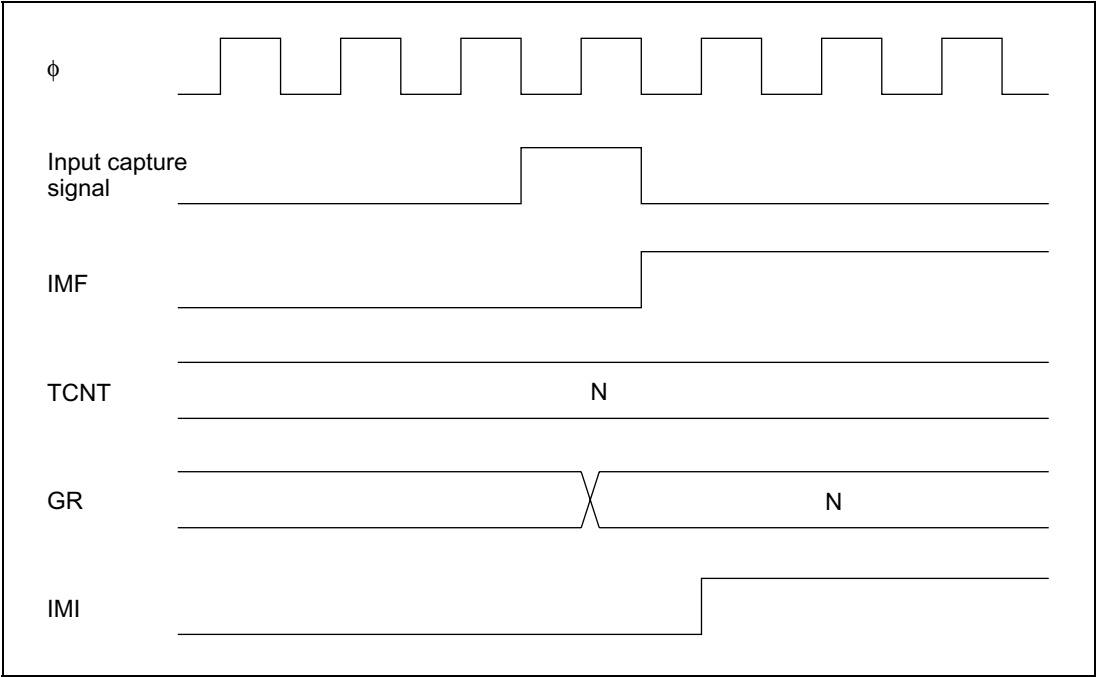 ϕ
Input capture
signal
IMF
TCNT
N
GR
N
IMI